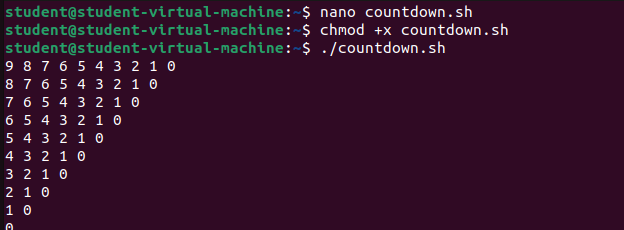 student@student-virtual-machine:~$ nano countdown.sh
student@student-virtual-machine:~$ chmod +x countdown.sh
student@student-virtual-machine:~$ ./countdown.sh
9 8 7 6 5 4 3 2 1 0
8 7 6 5 4 3 2 1 0
7 6 5 4 3 2 1 0
6 5 4 3 2 1 0
5 4 3 2 1 0
4 3 2 1 0
3 2 1 0
2 1 0
1 0
0